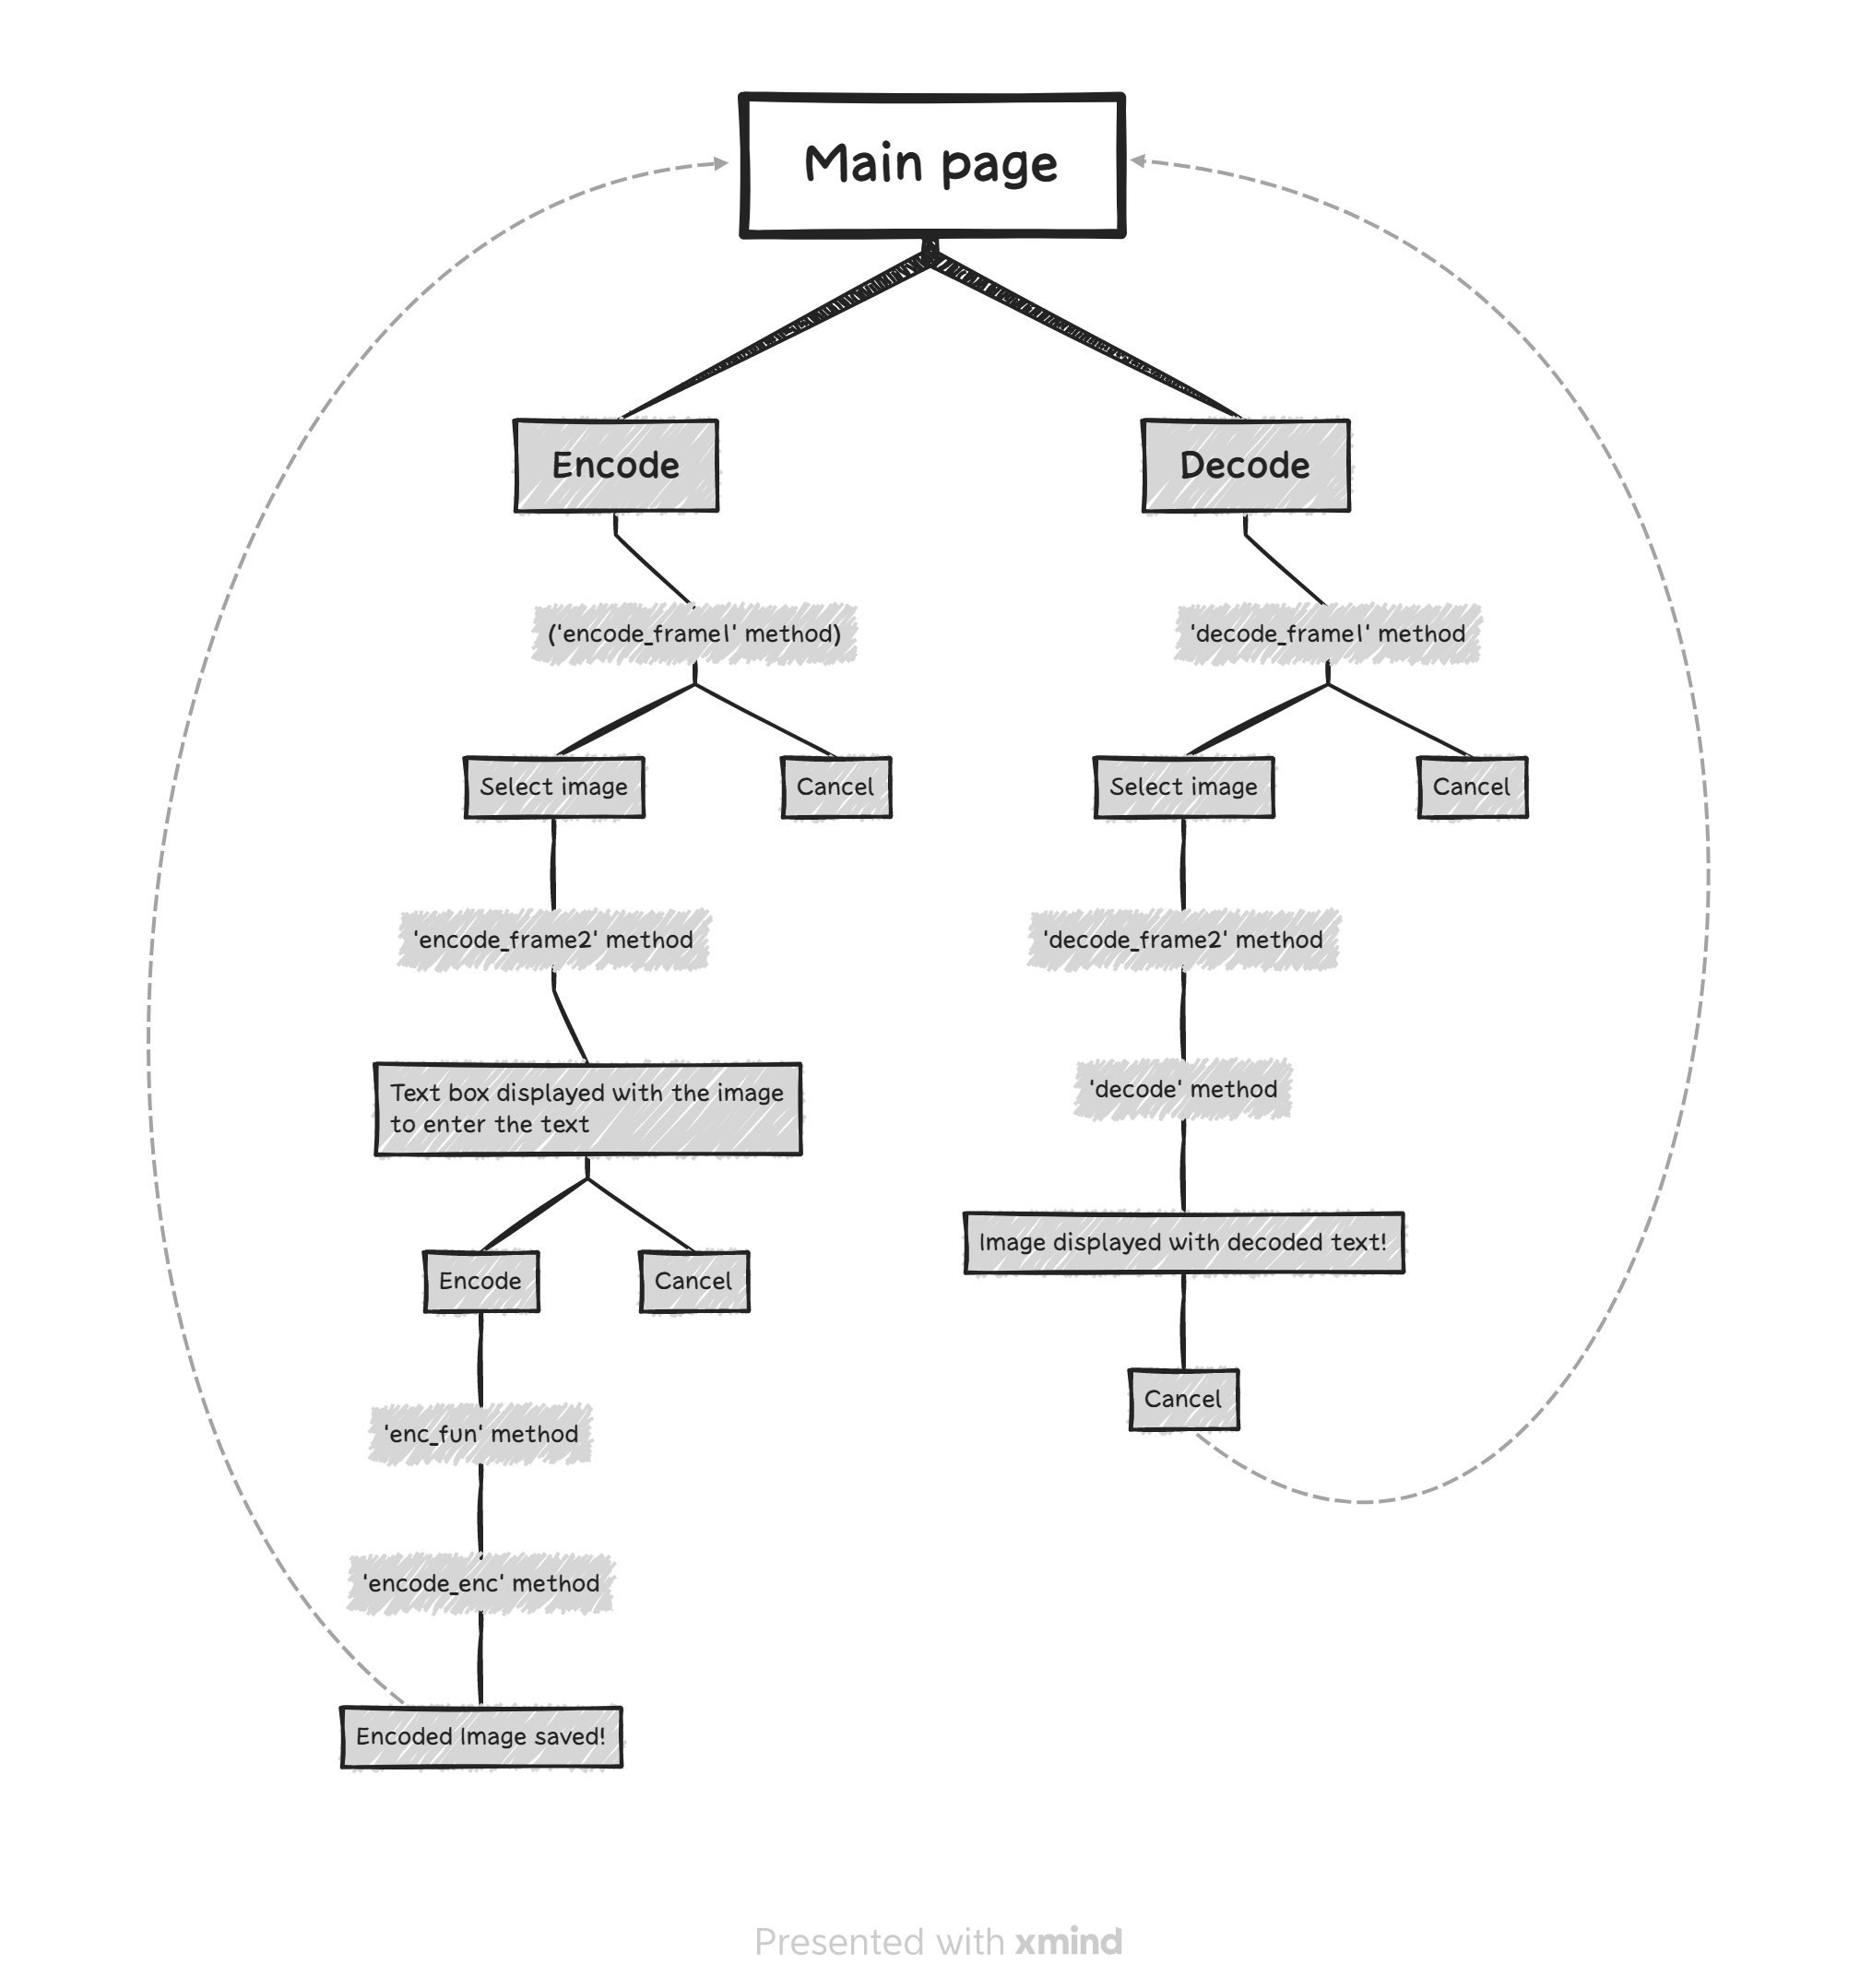 Main page
Encode
Decode
('encode_frame1' method)
'decode_frame1' method
Select image
Cancel
Select image
Cancel
'encode_frame2' method
'decode_frame2' method
Text box displayed with the image
to enter the text
'decode' method
Image displayed with decoded text!
Encode
Cancel
Cancel
'enc_fun' method
'encode_enc' method
Encoded Image saved!
Presented with xmind